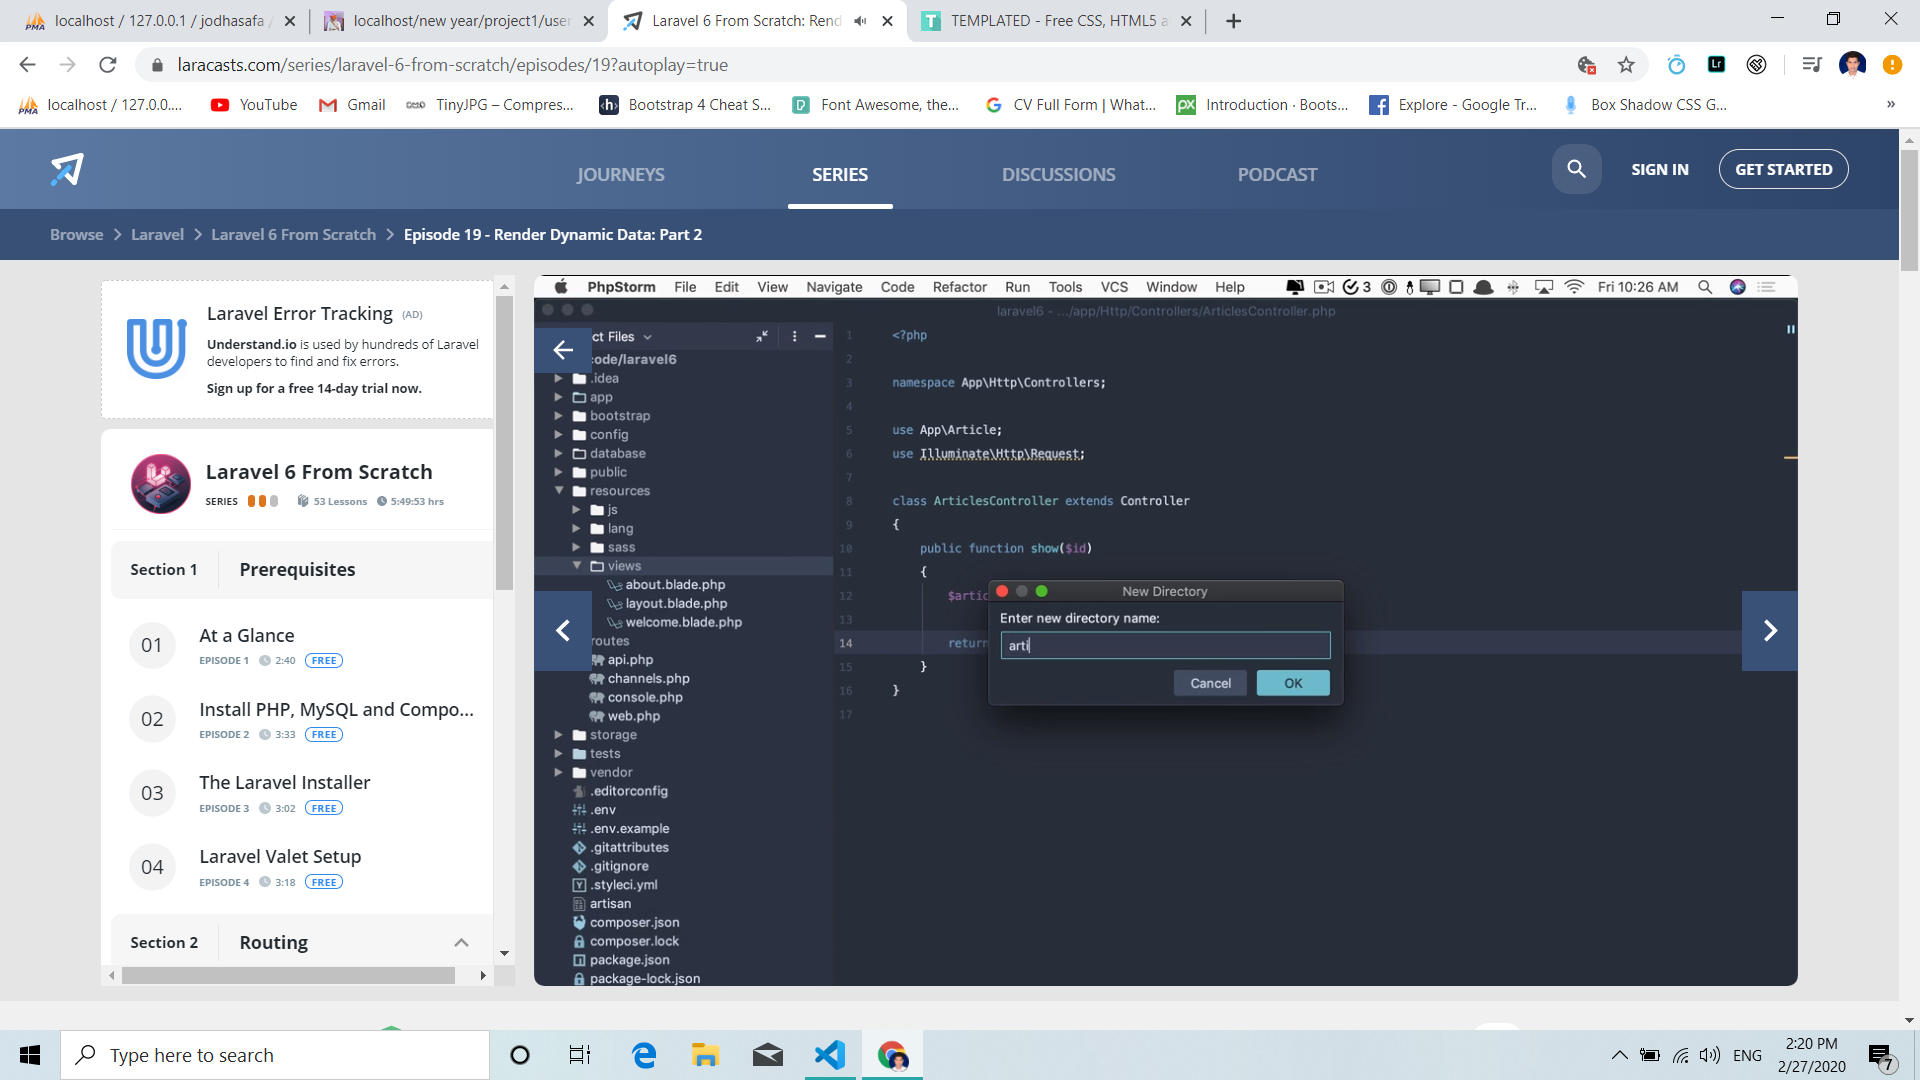 localhost / 127.0.0.1 / jodhasafa /
localhost/new year/project1/user
Laravel 6 From Scratch: Rend
TEMPLATED - Free CSS, HTML5 a
laracasts.com/series/laravel-6-from-scratch/episodes/19?autoplay=true
PMA localhost / 127.0.0....
YouTube
Gmail
TinyJPG – Compres...
Bootstrap 4 Cheat S...
Font Awesome, the...
CV Full Form | What...
Introduction · Boots...
Explore - Google Tr...
Box Shadow CSS G...
»
JOURNEYS
SERIES
DISCUSSIONS
PODCAST
SIGN IN
GET STARTED
Browse > Laravel > Laravel 6 From Scratch > Episode 19 - Render Dynamic Data: Part 2
Laravel Error Tracking (AD)
Understand.io is used by hundreds of Laravel
developers to find and fix errors.
Sign up for a free 14-day trial now.
Laravel 6 From Scratch
SERIES 53 Lessons 5:49:53 hrs
Section 1 Prerequisites
01 At a Glance
EPISODE 1 2:40 FREE
02 Install PHP, MySQL and Compo...
EPISODE 2 3:33 FREE
03 The Laravel Installer
EPISODE 3 3:02 FREE
04 Laravel Valet Setup
EPISODE 4 3:18 FREE
Section 2 Routing
PhpStorm File Edit View Navigate Code Refactor Run Tools VCS Window Help 3 Fri 10:26 AM
laravel6 - .../app/Http/Controllers/ArticlesController.php
ct Files
code/laravel6
.idea
app
bootstrap
config
database
public
resources
js
lang
sass
views
about.blade.php
layout.blade.php
welcome.blade.php
routes
api.php
channels.php
console.php
web.php
storage
tests
vendor
.editorconfig
.env
.env.example
.gitattributes
.gitignore
.styleci.yml
artisan
composer.json
composer.lock
package.json
package-lock.json
1 <?php
2
3 namespace App\Http\Controllers;
4
5 use App\Article;
6 use Illuminate\Http\Request;
7
8 class ArticlesController extends Controller
9 {
10 public function show($id)
11 {
12 $artic
13
14 return
15 }
16 }
17
New Directory
Enter new directory name:
arti
Cancel
OK
Type here to search
ENG
2:20 PM
2/27/2020
7